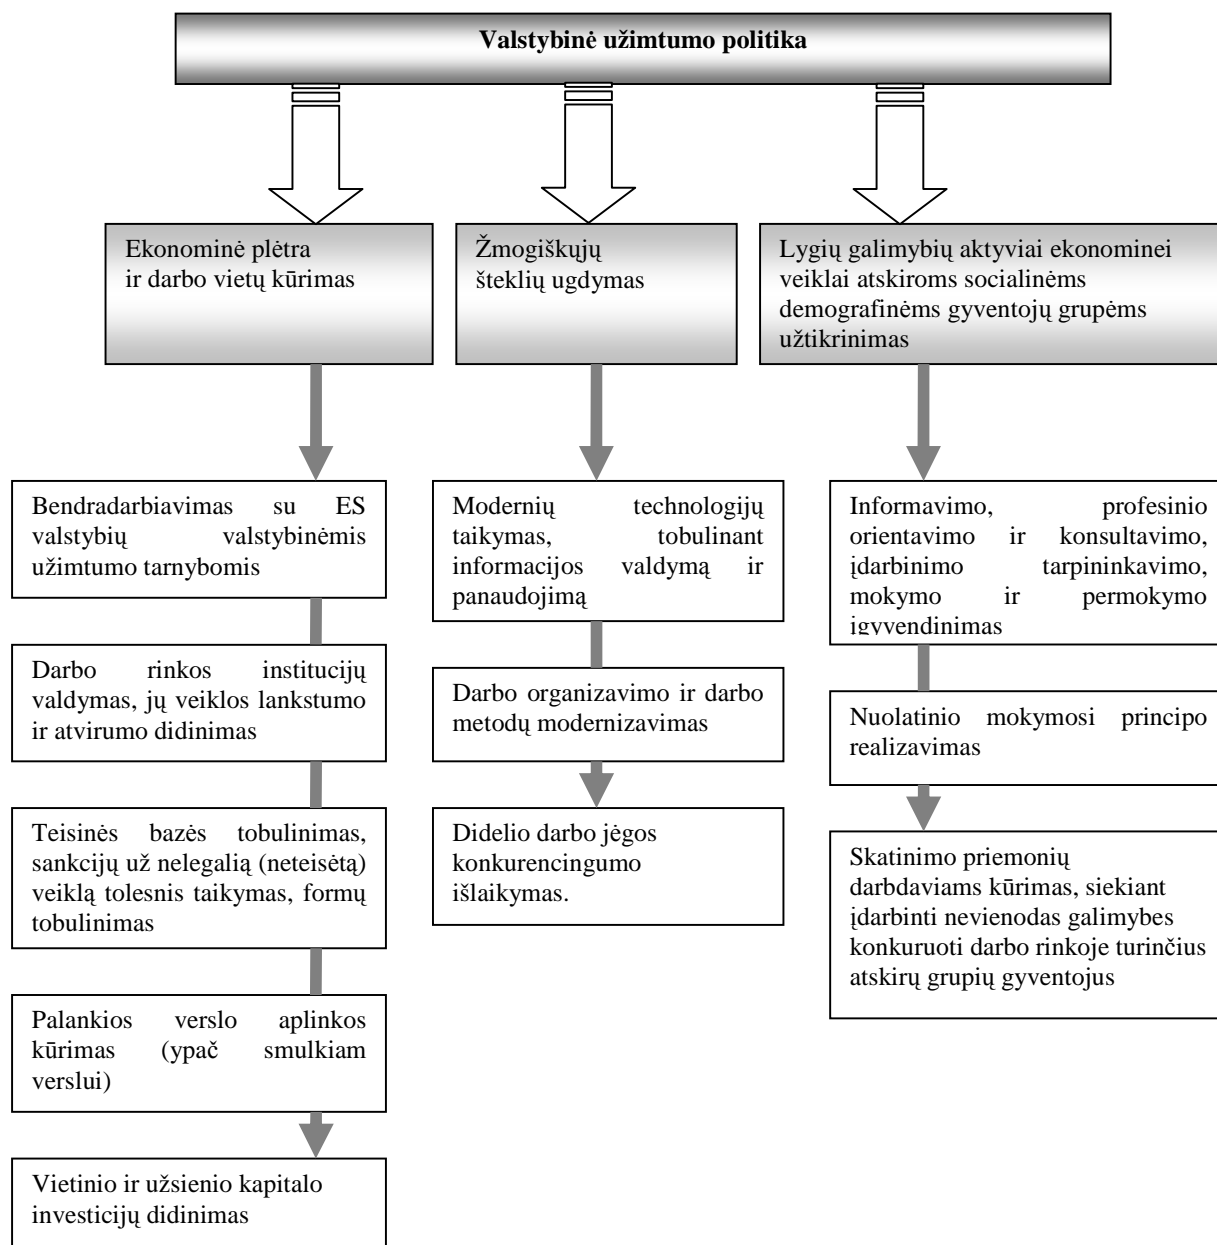 Valstybinė užimtumo politika
Ekonominė plėtra
ir darbo vietų kūrimas
Žmogiškųjų
šteklių ugdymas
Lygių galimybių aktyviai ekonominei
veiklai atskiroms socialinėms
demografinėms gyventojų grupėms
užtikrinimas
Bendradarbiavimas su ES
valstybių valstybinėmis
užimtumo tarnybomis
Darbo rinkos institucijų
valdymas, jų veiklos lankstumo
ir atvirumo didinimas
Teisinės bazės tobulinimas,
sankcijų už nelegalią (neteisėtą)
veiklą tolesnis taikymas, formų
tobulinimas
Palankios verslo aplinkos
kūrimas (ypač smulkiam
verslui)
Vietinio ir užsienio kapitalo
investicijų didinimas
Modernių technologijų
taikymas, tobulinant
informacijos valdymą ir
panaudojimą
Darbo organizavimo ir darbo
metodų modernizavimas
Didelio darbo jėgos
konkurencingumo
išlaikymas.
Informavimo, profesinio
orientavimo ir konsultavimo,
įdarbinimo tarpininkavimo,
mokymo ir permokymo
įgyvendinimas
Nuolatinio mokymosi principo
realizavimas
Skatinimo priemonių
darbdaviams kūrimas, siekiant
įdarbinti nevienodas galimybes
konkuruoti darbo rinkoje turinčius
atskirų grupių gyventojus